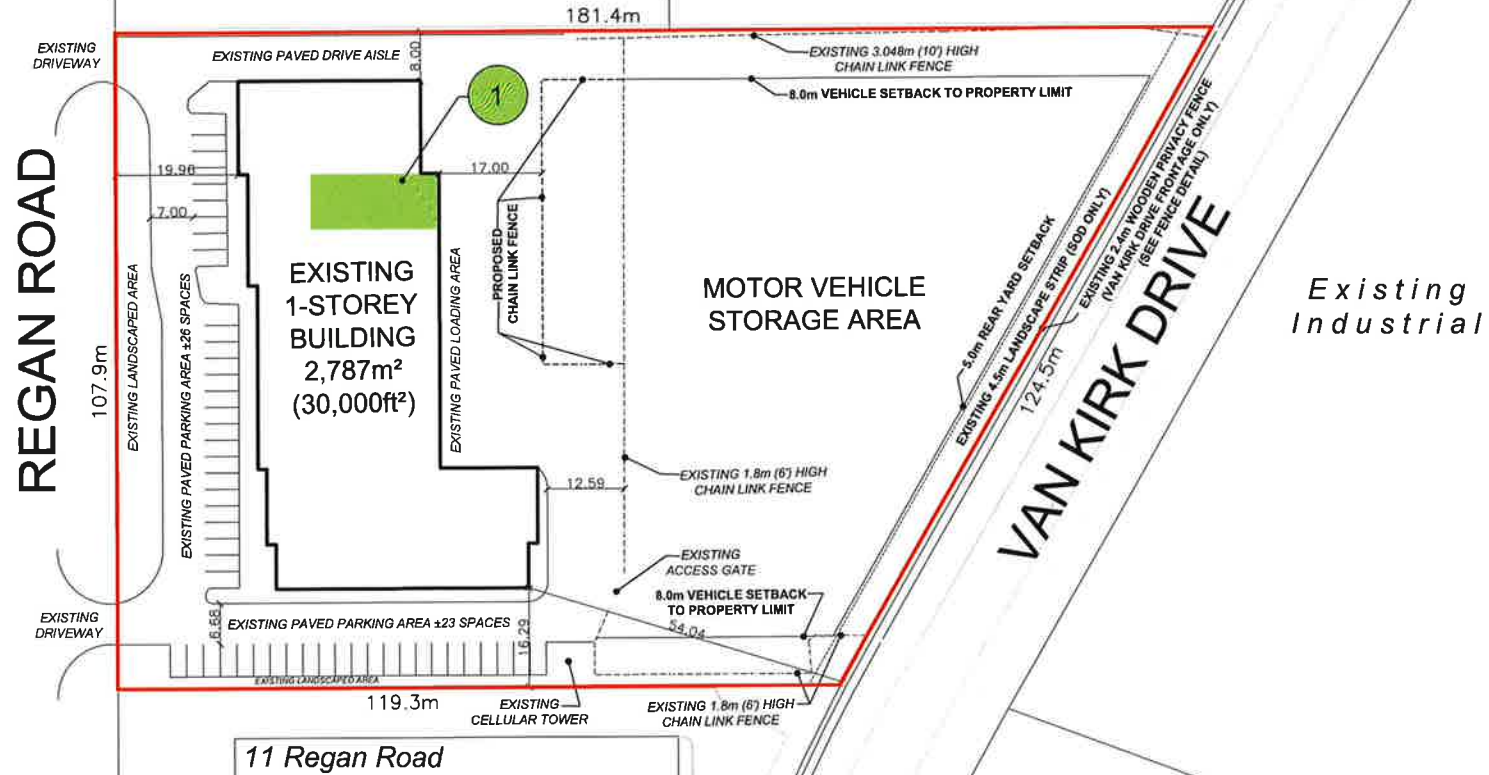 181.4m
EXISTING
DRIVEWAY
EXISTING PAVED DRIVE AISLE
8.00
EXISTING 3.048m (10') HIGH
CHAIN LINK FENCE
1
8.0m VEHICLE SETBACK TO PROPERTY LIMIT
REGAN ROAD
19.96
7.00
17.00
107.9m
EXISTING LANDSCAPED AREA
EXISTING PAVED PARKING AREA ±26 SPACES
EXISTING
1-STOREY
BUILDING
2,787m²
(30,000ft²)
EXISTING PAVED LOADING AREA
PROPOSED
CHAIN LINK FENCE
MOTOR VEHICLE
STORAGE AREA
5.0m REAR YARD SETBACK
EXISTING 4.5m LANDSCAPE STRIP (SOD ONLY)
EXISTING 2.4m WOODEN PRIVACY FENCE
(VAN KIRK DRIVE FRONTAGE ONLY)
(SEE FENCE DETAIL)
124.5m
VAN KIRK DRIVE
Existing
Industrial
EXISTING 1.8m (6') HIGH
CHAIN LINK FENCE
12.59
EXISTING
ACCESS GATE
8.0m VEHICLE SETBACK
TO PROPERTY LIMIT
54.04
EXISTING
DRIVEWAY
6.68
EXISTING PAVED PARKING AREA ±23 SPACES
16.29
EXISTING LANDSCAPED AREA
119.3m
EXISTING
CELLULAR TOWER
EXISTING 1.8m (6') HIGH
CHAIN LINK FENCE
11 Regan Road